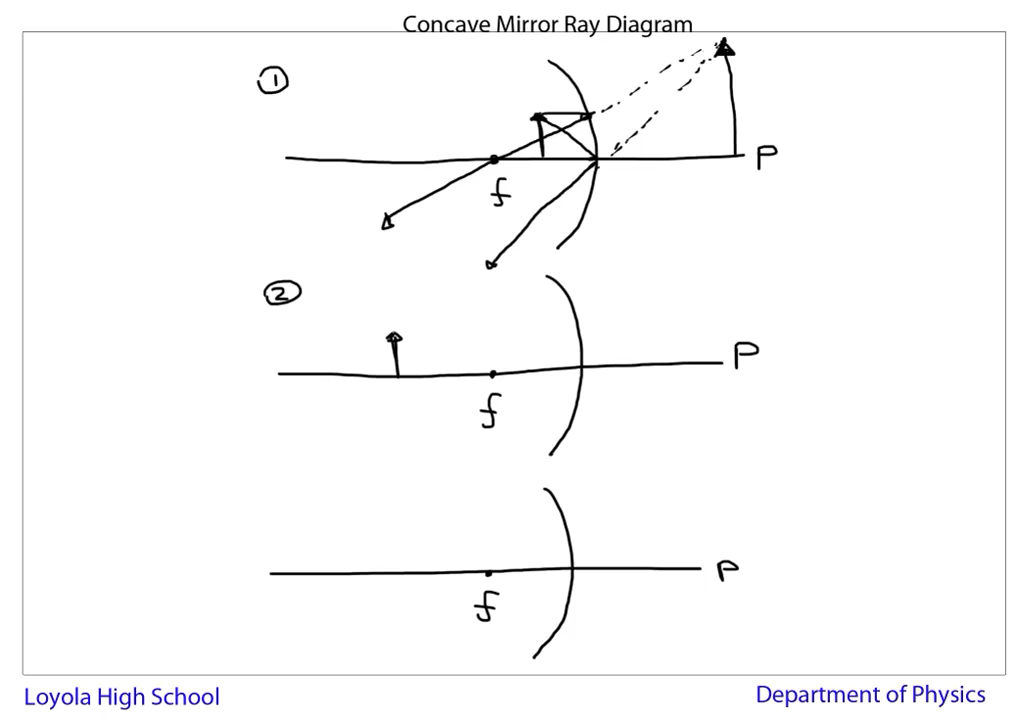 Concave Mirror Ray Diagram
1
P
f
2
P
f
P
f
Loyola High School
Department of Physics